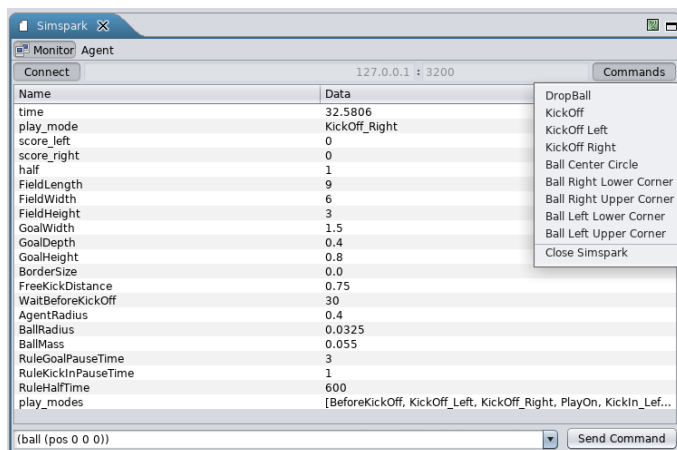 Simspark
Monitor Agent
Connect 127.0.0.1 : 3200 Commands
Name Data
time 32.5806
play_mode KickOff_Right
score_left 0
score_right 0
half 1
FieldLength 9
FieldWidth 6
FieldHeight 3
GoalWidth 1.5
GoalDepth 0.4
GoalHeight 0.8
BorderSize 0.0
FreeKickDistance 0.75
WaitBeforeKickOff 30
AgentRadius 0.4
BallRadius 0.0325
BallMass 0.055
RuleGoalPauseTime 3
RuleKickInPauseTime 1
RuleHalfTime 600
play_modes [BeforeKickOff, KickOff_Left, KickOff_Right, PlayOn, KickIn_Lef...
DropBall
KickOff
KickOff Left
KickOff Right
Ball Center Circle
Ball Right Lower Corner
Ball Right Upper Corner
Ball Left Lower Corner
Ball Left Upper Corner
Close Simspark
(ball (pos 0 0 0)) Send Command